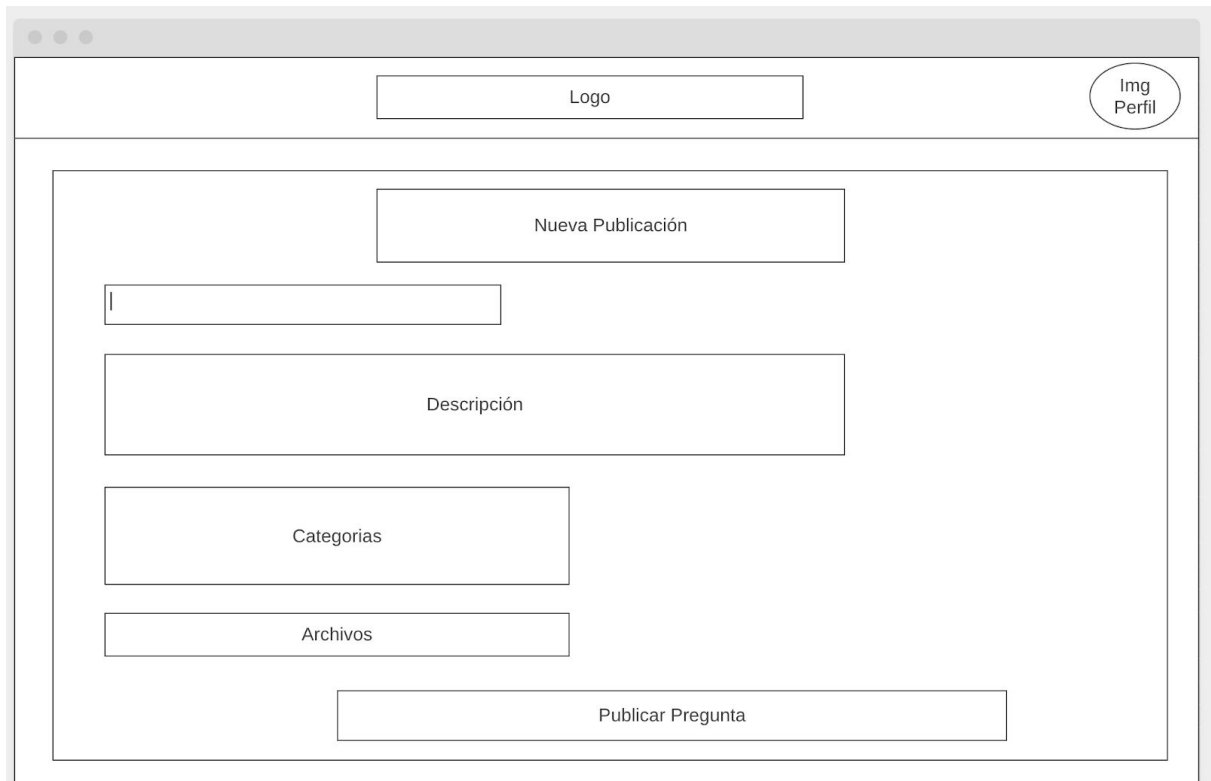 Logo
Img
Perfil
Nueva Publicación
Descripción
Categorias
Archivos
Publicar Pregunta